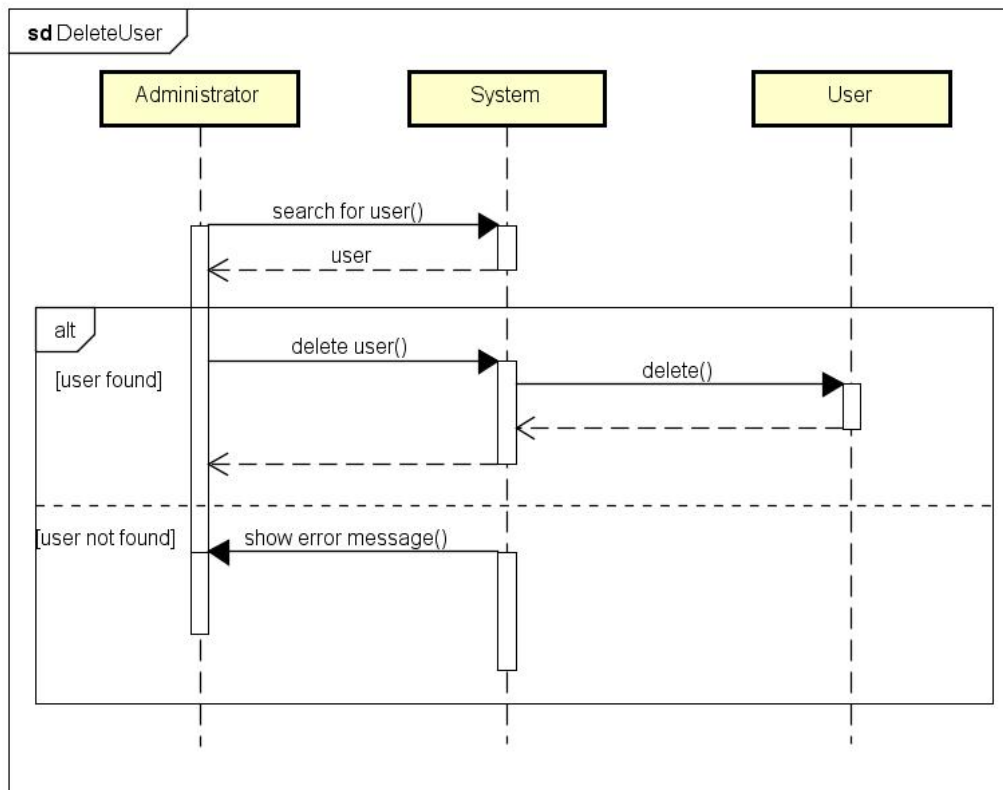 sd DeleteUser
Administrator
System
User
search for user()
user
alt
delete user()
[user found]
delete()
[user not found]
show error message()